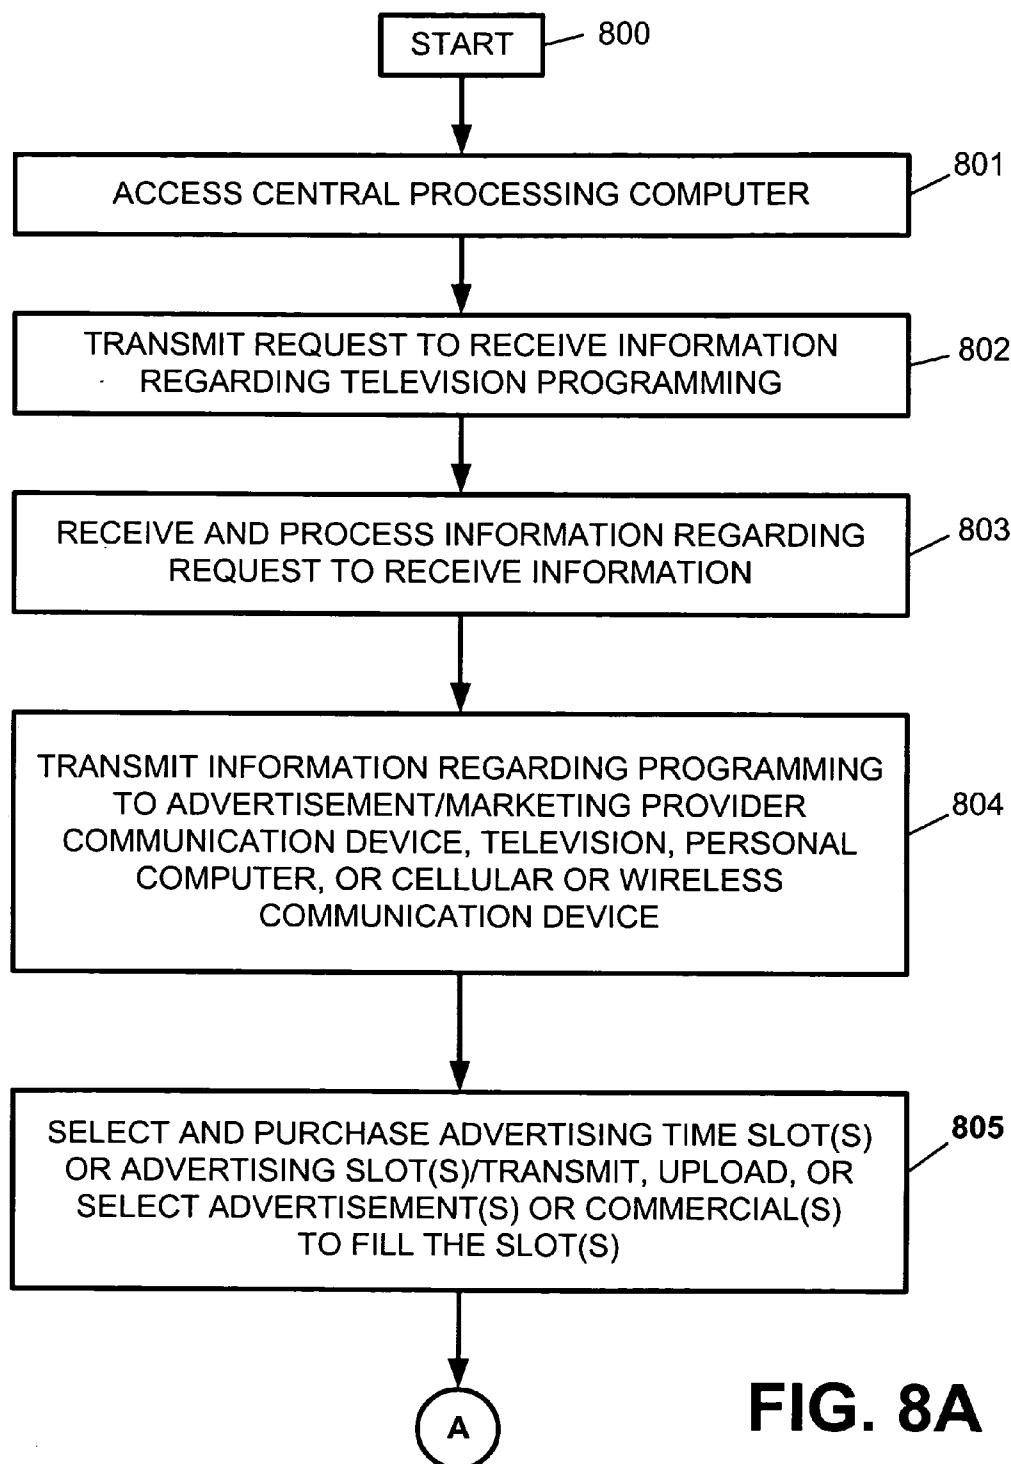 START
800
ACCESS CENTRAL PROCESSING COMPUTER
801
TRANSMIT REQUEST TO RECEIVE INFORMATION
REGARDING TELEVISION PROGRAMMING
802
RECEIVE AND PROCESS INFORMATION REGARDING
REQUEST TO RECEIVE INFORMATION
803
TRANSMIT INFORMATION REGARDING PROGRAMMING
TO ADVERTISEMENT/MARKETING PROVIDER
COMMUNICATION DEVICE, TELEVISION, PERSONAL
COMPUTER, OR CELLULAR OR WIRELESS
COMMUNICATION DEVICE
804
SELECT AND PURCHASE ADVERTISING TIME SLOT(S)
OR ADVERTISING SLOT(S)/TRANSMIT, UPLOAD, OR
SELECT ADVERTISEMENT(S) OR COMMERCIAL(S)
TO FILL THE SLOT(S)
805
A
FIG. 8A